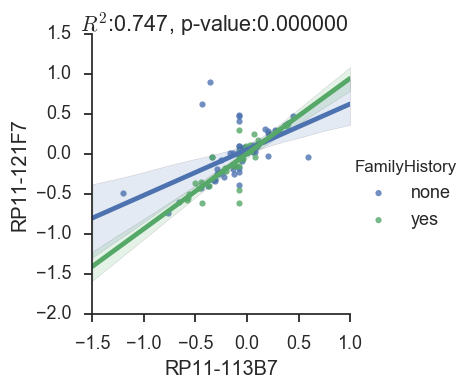 R²:0.747, p-value:0.000000
1.5
1.0
0.5
0.0
−0.5
−1.0
−1.5
−2.0
RP11-121F7
−1.5 −1.0 −0.5 0.0 0.5 1.0
RP11-113B7
FamilyHistory
none
yes